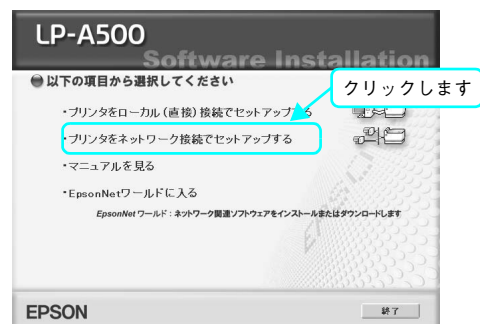 LP-A500
Software Installation
以下の項目から選択してください
クリックします
・プリンタをローカル(直接)接続でセットアップする
・プリンタをネットワーク接続でセットアップする
・マニュアルを見る
・EpsonNetワールドに入る
EpsonNet ワールド：ネットワーク関連ソフトウェアをインストールまたはダウンロードします
EPSON
EPSON
終了